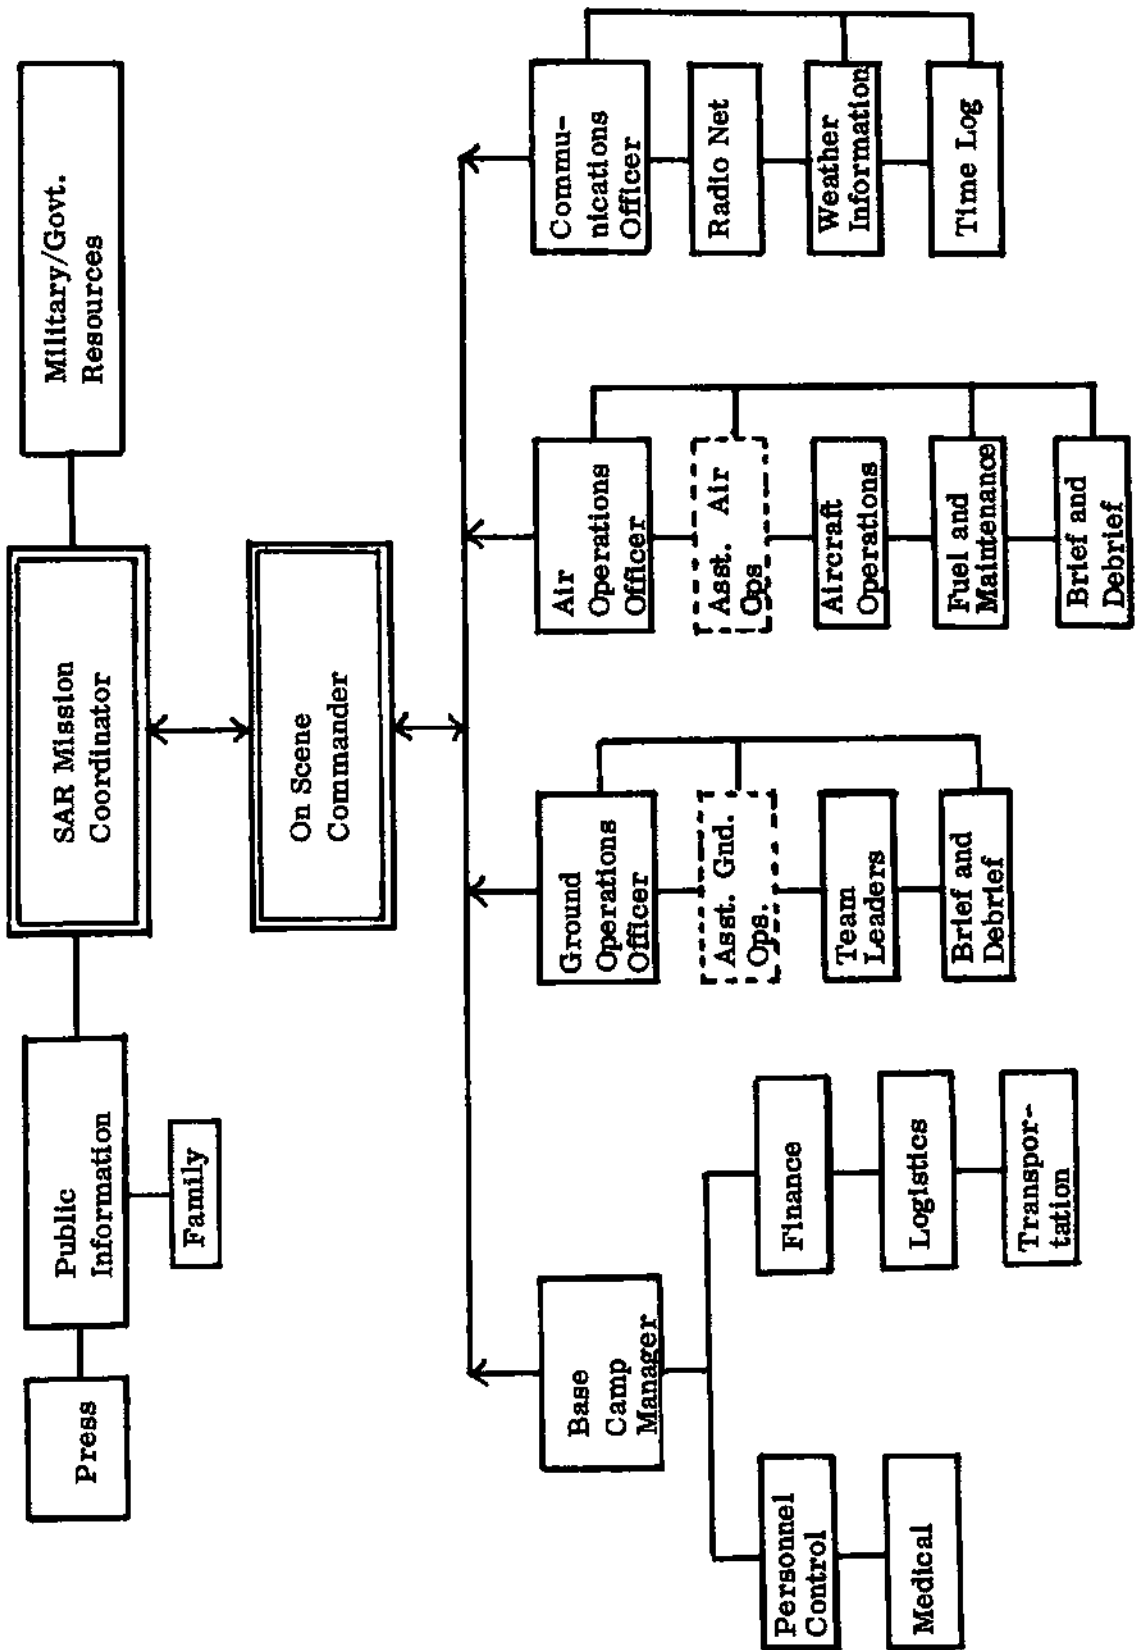 Press
Public
Information
Family
SAR Mission
Coordinator
Military/Govt.
Resources
On Scene
Commander
Base
Camp
Manager
Personnel
Control
Medical
Finance
Logistics
Transpor-
tation
Ground
Operations
Officer
Asst. Gnd.
Ops.
Team
Leaders
Brief and
Debrief
Air
Operations
Officer
Asst. Air
Ops
Aircraft
Operations
Fuel and
Maintenance
Brief and
Debrief
Commu-
nications
Officer
Radio Net
Weather
Information
Time Log